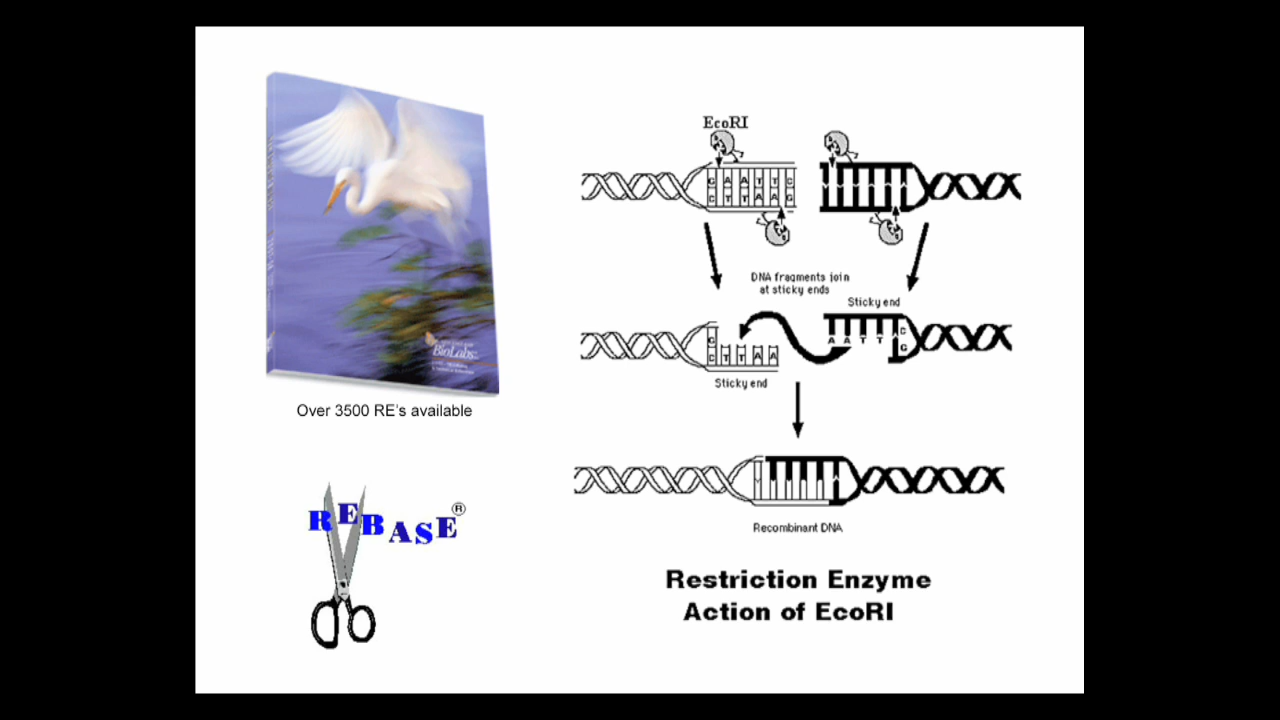 BioLabs
Over 3500 RE's available
REBASE®
EcoRI
G A A T T C
C T T A A G
DNA fragments join
at sticky ends
Sticky end
G
C T T A A
A A T T C
G
Sticky end
Recombinant DNA
Restriction Enzyme
Action of EcoRI